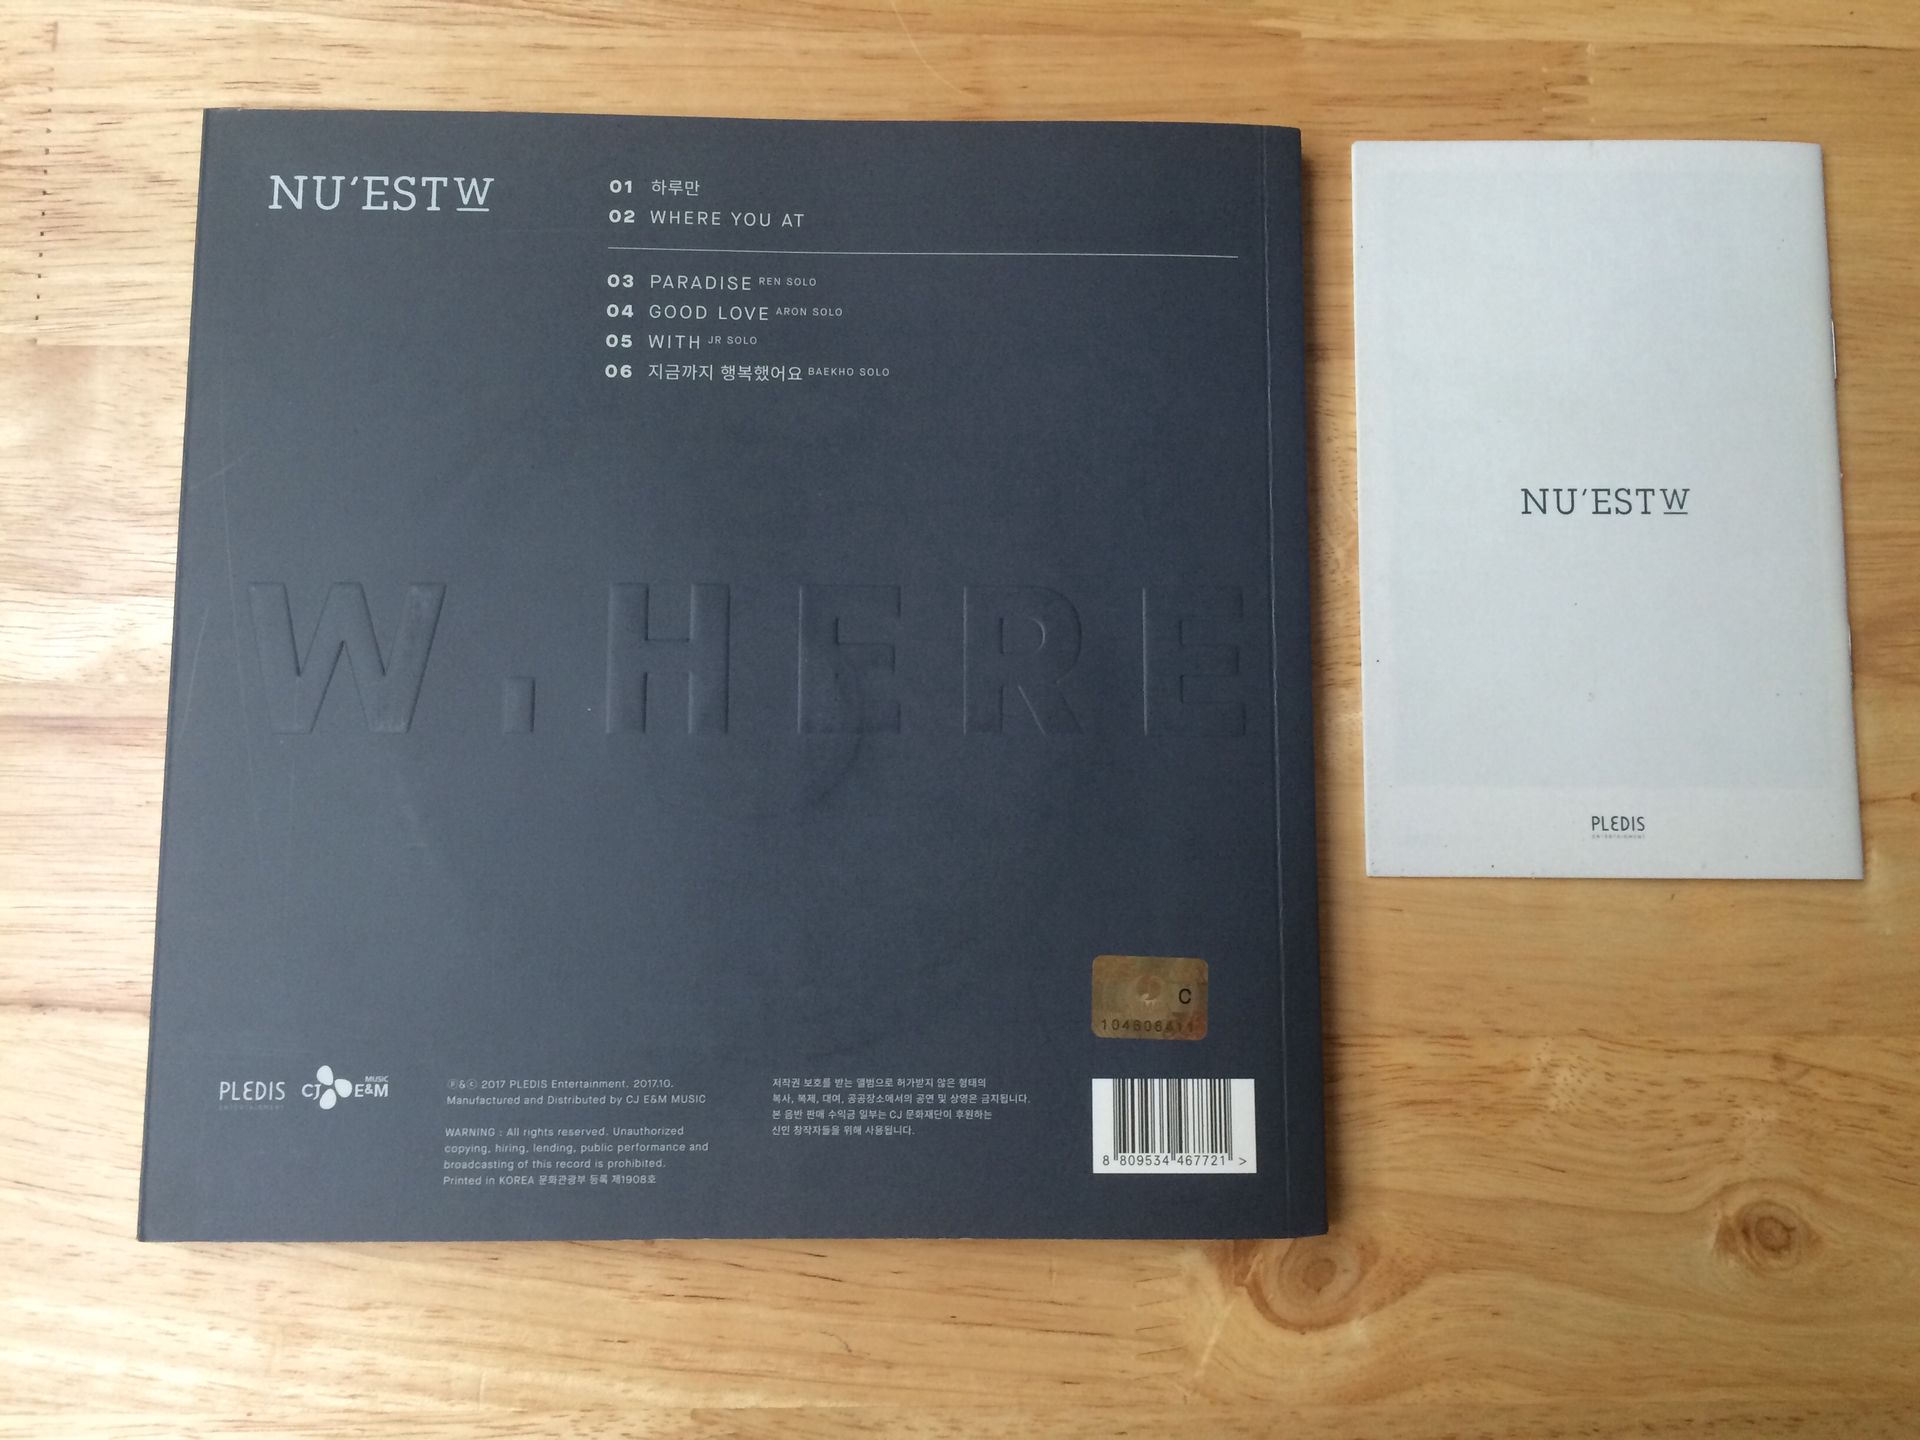 NU'EST W
01 하루만
02 WHERE YOU AT
03 PARADISE REN SOLO
04 GOOD LOVE ARON SOLO
05 WITH JR SOLO
06 지금까지 행복했어요 BAEKHO SOLO
W.HERE
C
PLEDIS
ENTERTAINMENT
CJ E&M MUSIC
℗&© 2017 PLEDIS Entertainment. 2017.10.
Manufactured and Distributed by CJ E&M MUSIC
WARNING : All rights reserved. Unauthorized
copying, hiring, lending, public performance and
broadcasting of this record is prohibited.
Printed in KOREA 문화관광부 등록 제1908호
저작권 보호를 받는 앨범으로 허가받지 않은 형태의
복사, 복제, 대여, 공공장소에서의 공연 및 상영은 금지됩니다.
본 음반 판매 수익금 일부는 CJ 문화재단이 후원하는
신인 창작자들을 위해 사용됩니다.
8 809534 467721 >
NU'EST W
PLEDIS
ENTERTAINMENT